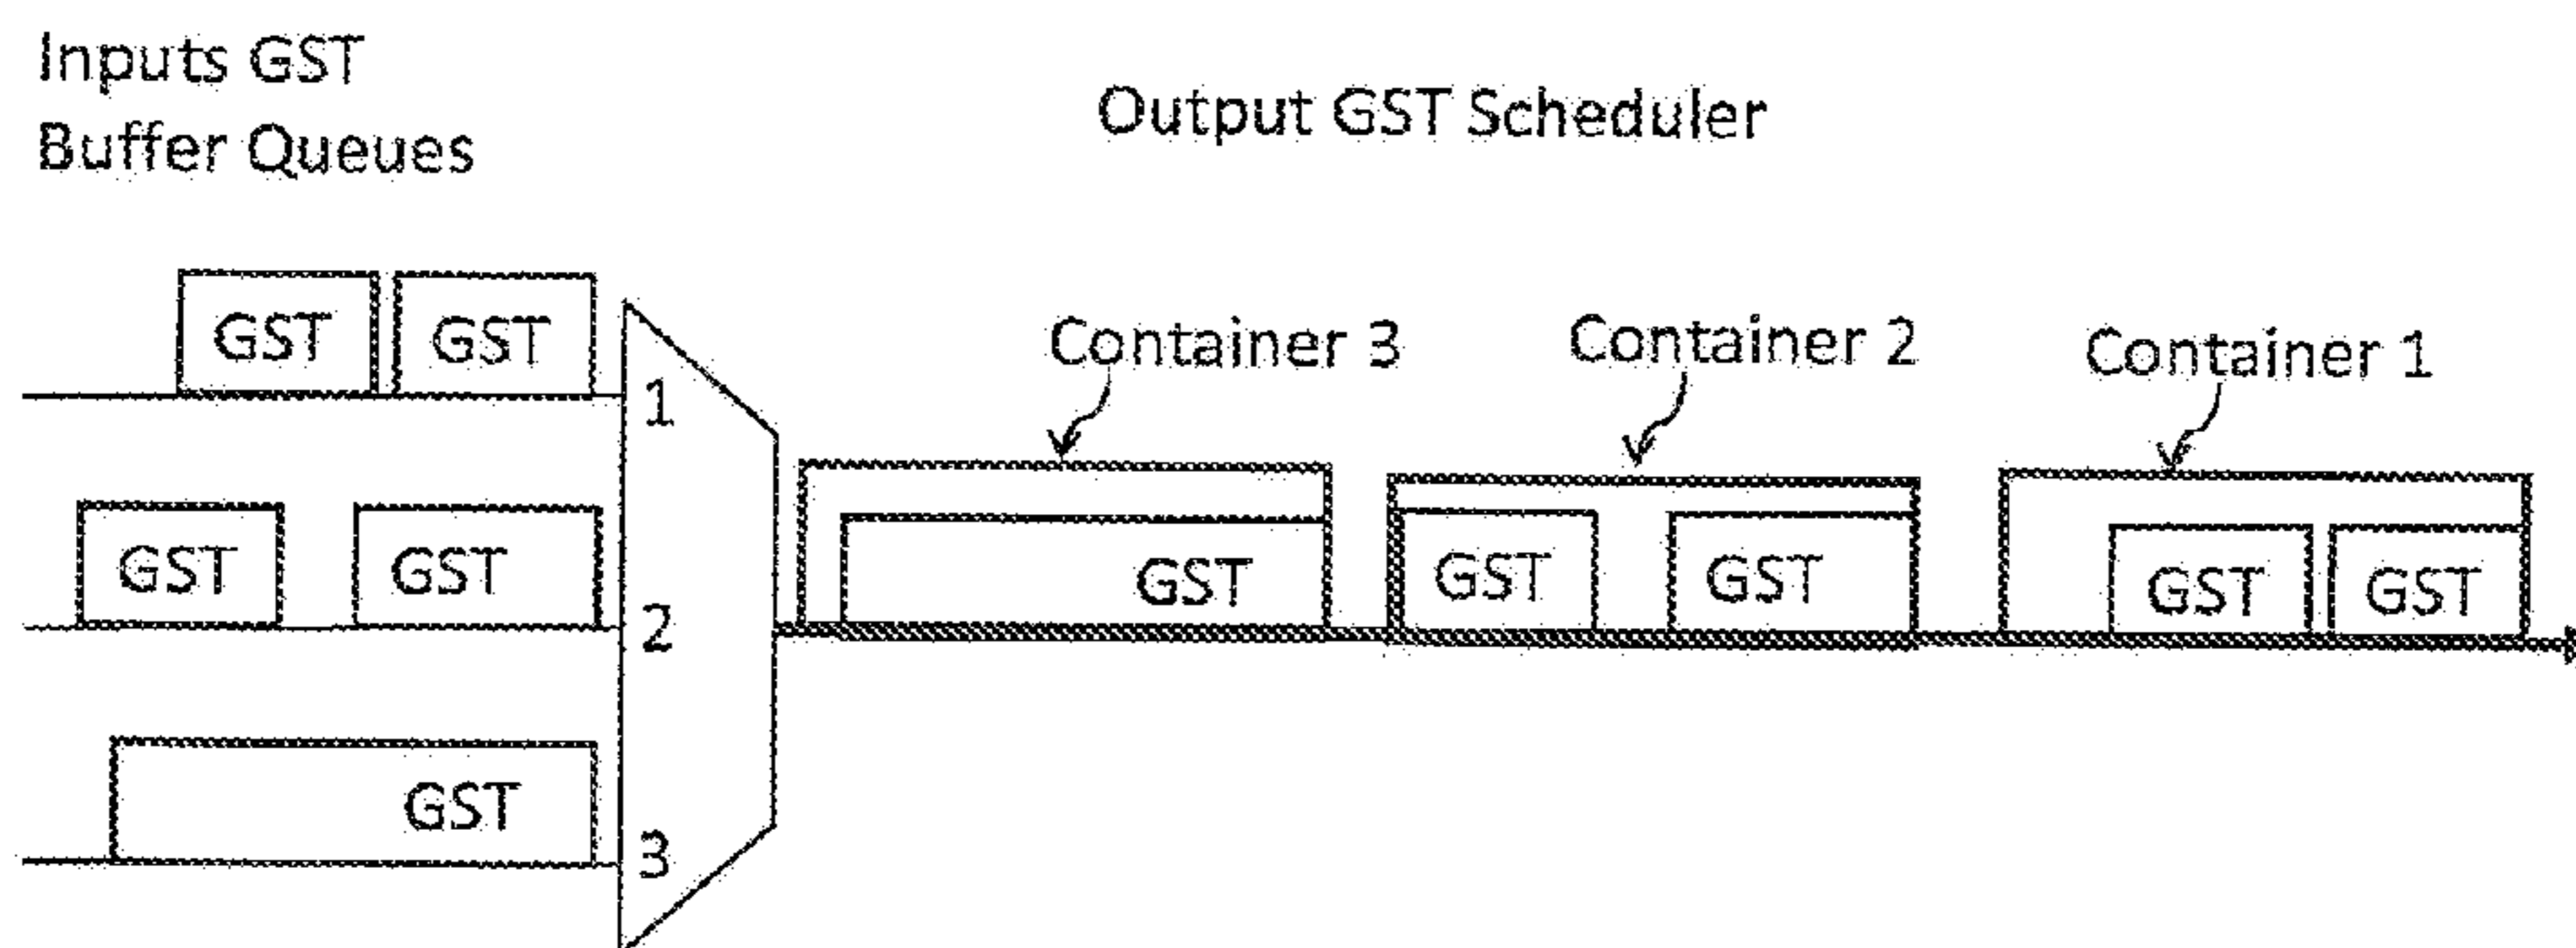 Inputs GST
Buffer Queues
Output GST Scheduler
GST GST
1
Container 3
Container 2
Container 1
GST GST
2
GST
GST GST
GST GST
GST
3